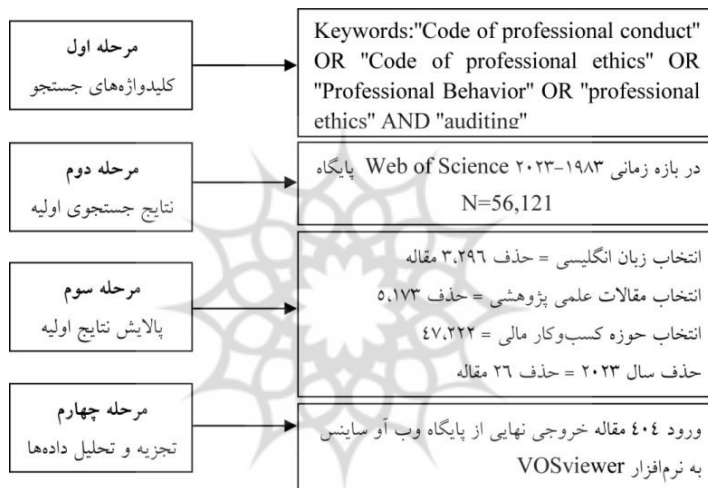 مرحله اول
کلیدواژه‌های جستجو
Keywords:"Code of professional conduct"
OR "Code of professional ethics" OR
"Professional Behavior" OR "professional
ethics" AND "auditing"
مرحله دوم
نتایج جستجوی اولیه
در بازه زمانی ۱۹۸۳-۲۰۲۳ Web of Science پایگاه
N=56,121
مرحله سوم
پالایش نتایج اولیه
انتخاب زبان انگلیسی = حذف ۳،۲۹۶ مقاله
انتخاب مقالات علمی پژوهشی = حذف ۵،۱۷۳
انتخاب حوزه کسب‌وکار مالی = ۴۷،۲۲۲
حذف سال ۲۰۲۳ = حذف ۲۶ مقاله
مرحله چهارم
تجزیه و تحلیل داده‌ها
ورود ٤٠٤ مقاله خروجی نهایی از پایگاه وب آو ساینس
به نرم‌افزار VOSviewer